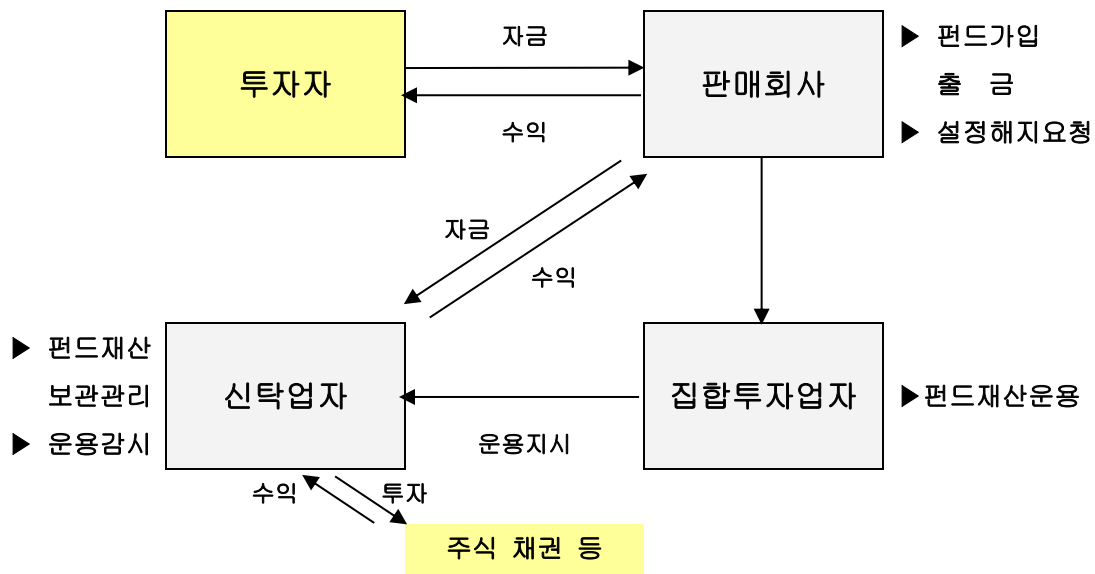 자금
투자자
판매회사
▶ 펀드가입
출 금
▶ 설정해지요청
수익
자금
수익
▶ 펀드재산
보관관리
▶ 운용감시
신탁업자
집합투자업자
▶펀드재산운용
운용지시
수익
투자
주식 채권 등